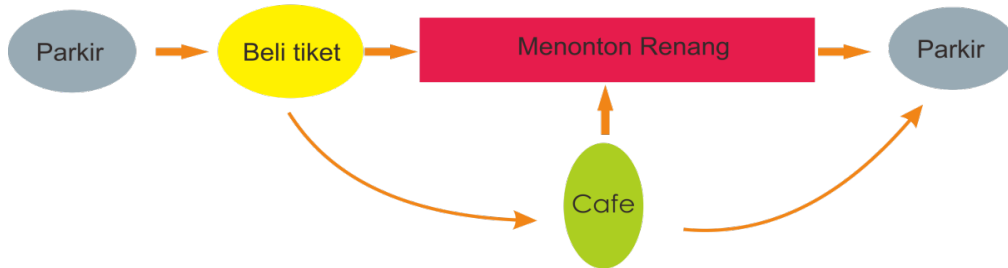 Parkir
Beli tiket
Menonton Renang
Parkir
Cafe